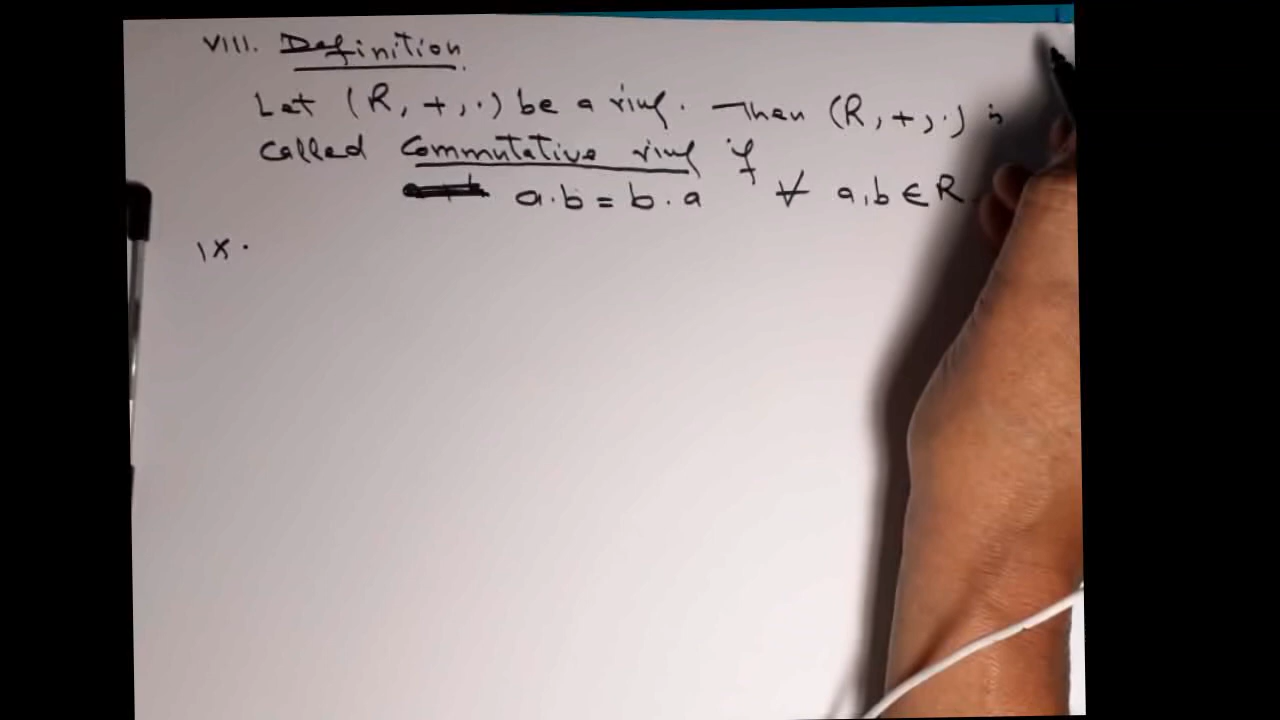 VIII. Definition.
Let (R, +, ·) be a ring. Then (R, +, ·) is
called Commutative ring if
a·b = b·a ∀ a,b ∈ R.
IX.